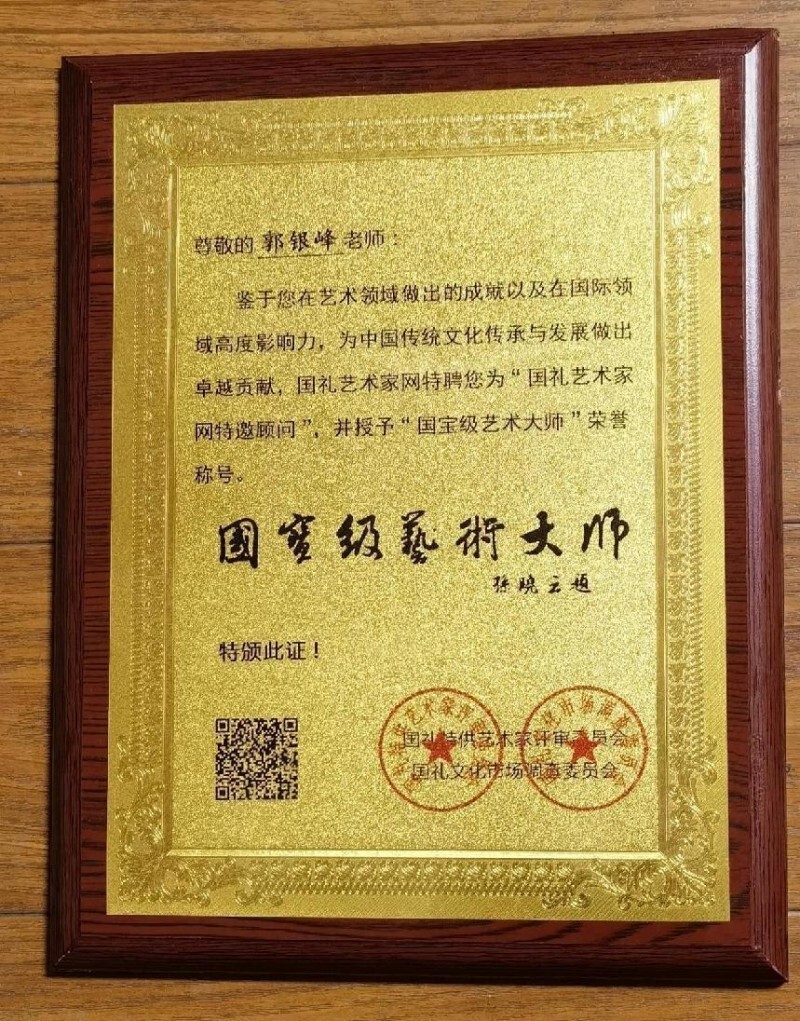 尊敬的 郭银峰 老师：
鉴于您在艺术领域做出的成就以及在国际领
域高度影响力，为中国传统文化传承与发展做出
卓越贡献，国礼艺术家网特聘您为“国礼艺术家
网特邀顾问”，并授予“国宝级艺术大师”荣誉
称号。
國寳级藝術大师
孙晓云题
特颁此证！
国礼特供艺术家评审委员会
国礼文化市场调查委员会